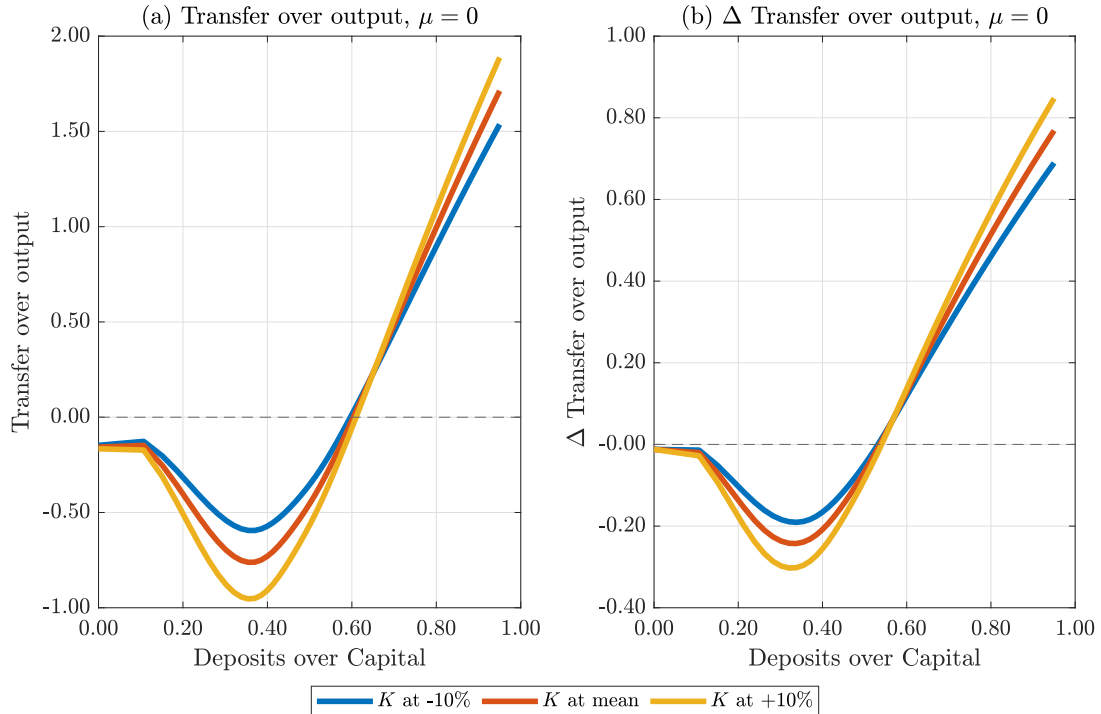 (a) Transfer over output, μ = 0
2.00
1.50
1.00
0.50
0.00
-0.50
-1.00
Transfer over output
0.00 0.20 0.40 0.60 0.80 1.00
Deposits over Capital
(b) Δ Transfer over output, μ = 0
1.00
0.80
0.60
0.40
0.20
-0.00
-0.20
-0.40
Δ Transfer over output
0.00 0.20 0.40 0.60 0.80 1.00
Deposits over Capital
K at -10% K at mean K at +10%